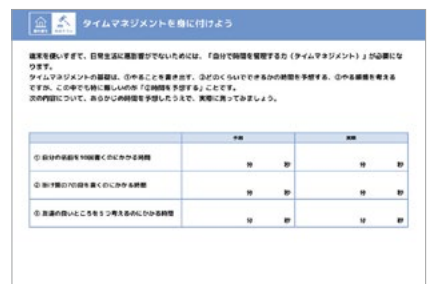 タイムマネジメントを身に付けよう
端末を使いすぎて、日常生活に悪影響がでないためには、「自分で時間を管理する力（タイムマネジメント）」が必要にな
ります。
タイムマネジメントの基礎は、①やることを書き出す、②どのくらいでできるかの時間を予想する、③やる順番を考える
ですが、この中でも特に難しいのが「②時間を予想する」ことです。
次の内容について、あらかじめ時間を予想したうえで、実際に測ってみましょう。
予想 実際
① 自分の名前を10回書くのにかかる時間
分 秒 分 秒
② 掛け算の7の段を書くのにかかる時間
分 秒 分 秒
③ 友達の良いところを5つ考えるのにかかる時間
分 秒 分 秒